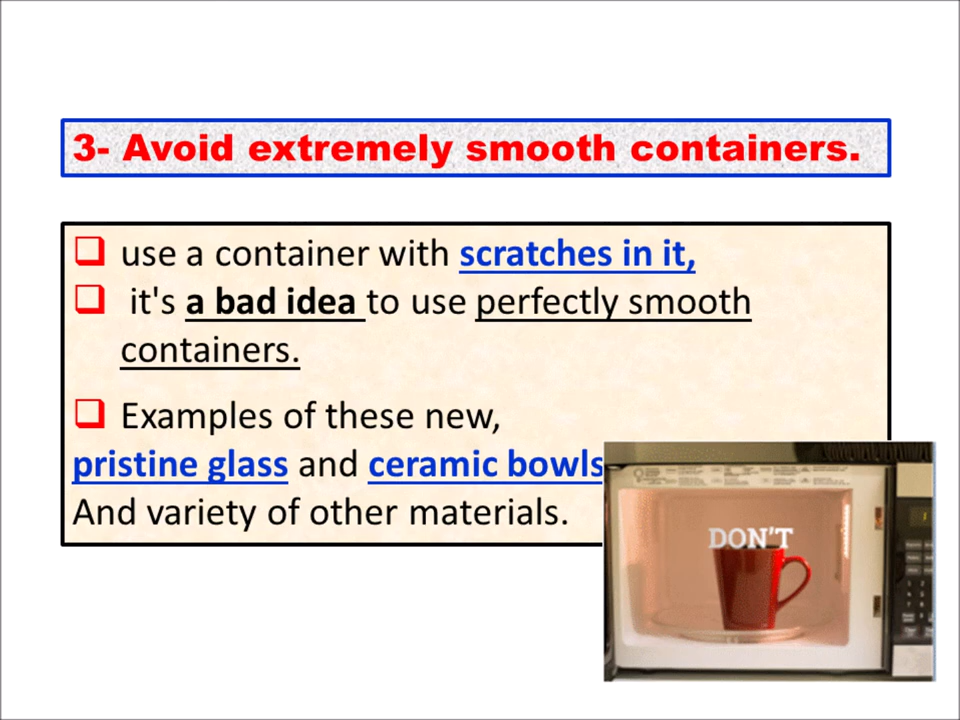 3- Avoid extremely smooth containers.
use a container with scratches in it,
it's a bad idea to use perfectly smooth
containers.
Examples of these new,
pristine glass and ceramic bowls
And variety of other materials.
DON'T